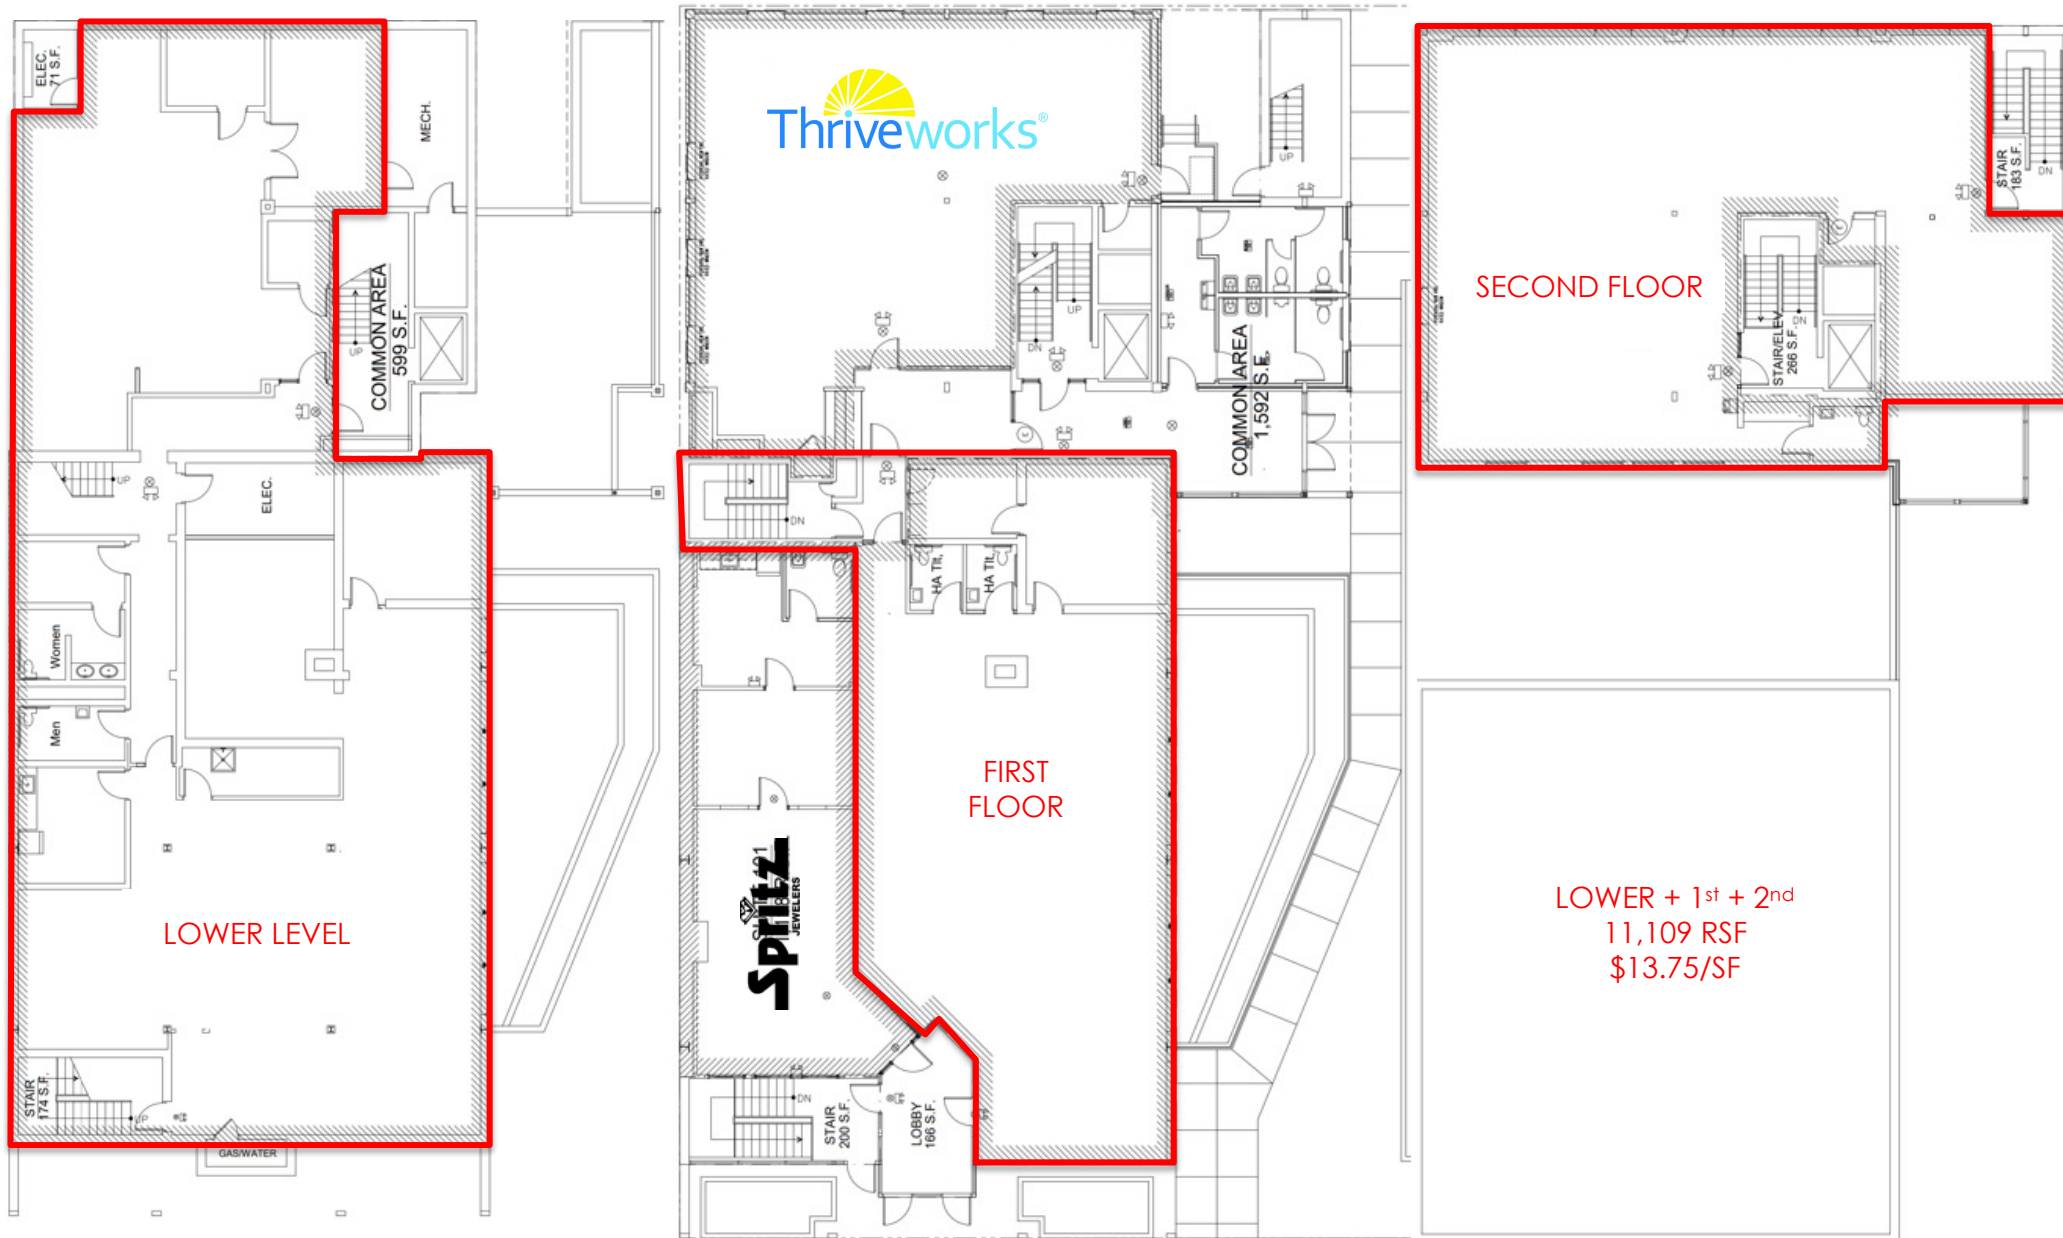 ELEC.
71 S.F.
MECH.
COMMON AREA
599 S.F.
UP
UP
ELEC.
Women
Men
LOWER LEVEL
STAIR
174 S.F.
UP
GAS/WATER
Thriveworks®
UP
UP
DN
COMMON AREA
1,592 S.F.
3
DN
HA Tlt.
HA Tlt.
FIRST
FLOOR
Spritz
JEWELERS
DN
STAIR
200 S.F.
LOBBY
166 S.F.
SECOND FLOOR
STAIR
183 S.F.
DN
STAIR/ELEV.
266 S.F.
DN
LOWER + 1st + 2nd
11,109 RSF
$13.75/SF